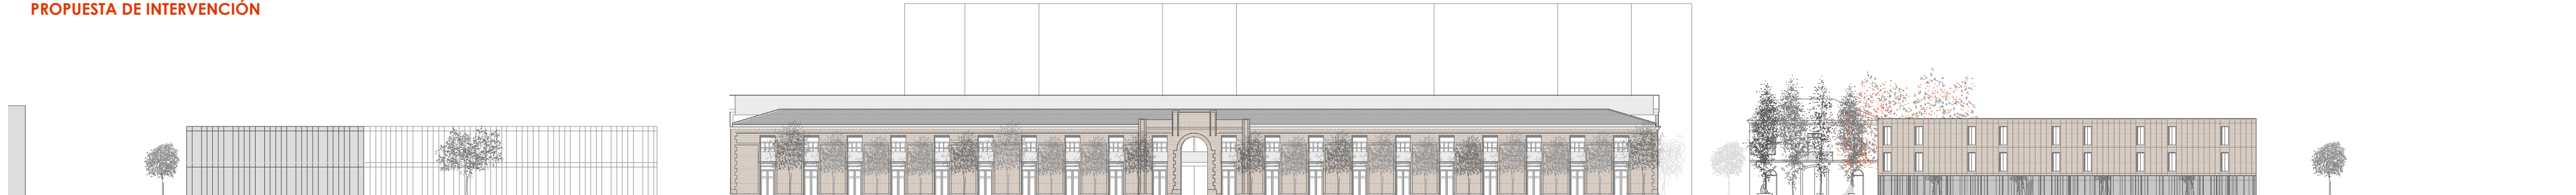 PROPUESTA DE INTERVENCIÓN